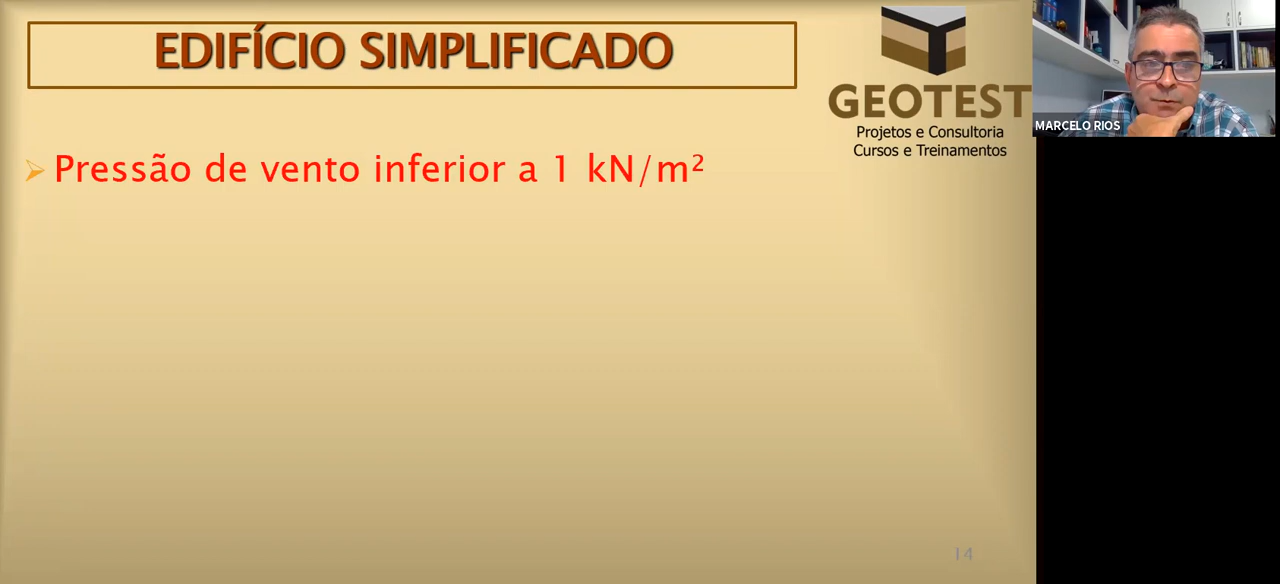 EDIFÍCIO SIMPLIFICADO
GEOTEST
Projetos e Consultoria
Cursos e Treinamentos
MARCELO RIOS
Pressão de vento inferior a 1 kN/m²
14